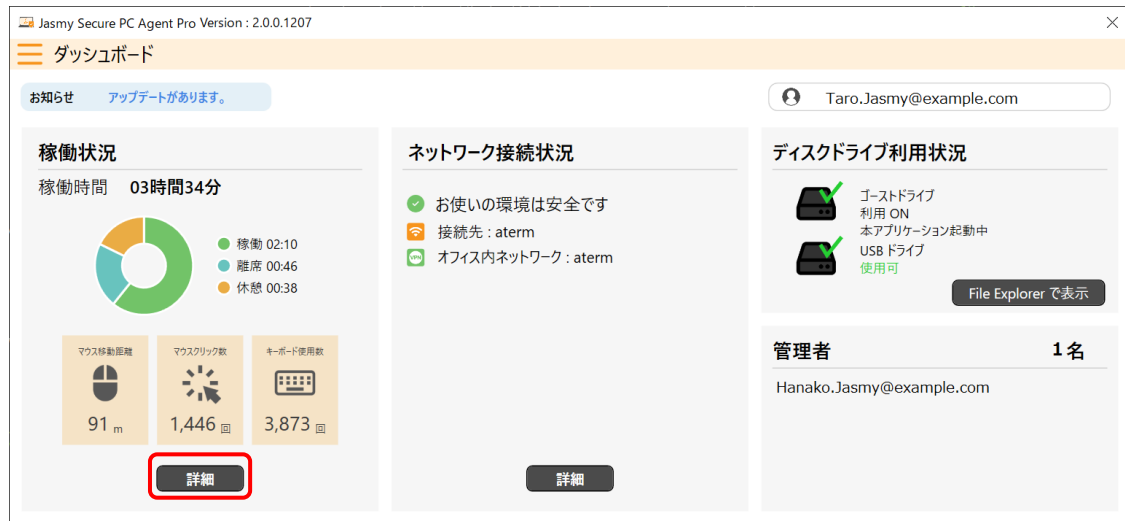 Jasmy Secure PC Agent Pro Version : 2.0.0.1207
ダッシュボード
お知らせ アップデートがあります。
Taro.Jasmy@example.com
稼働状況
稼働時間 03時間34分
稼働 02:10
離席 00:46
休憩 00:38
マウス移動距離
91 m
マウスクリック数
1,446 回
キーボード使用数
3,873 回
詳細
ネットワーク接続状況
お使いの環境は安全です
接続先 : aterm
VPN
オフィス内ネットワーク : aterm
詳細
ディスクドライブ利用状況
ゴーストドライブ
利用 ON
本アプリケーション起動中
USB ドライブ
使用可
File Explorer で表示
管理者 1名
Hanako.Jasmy@example.com